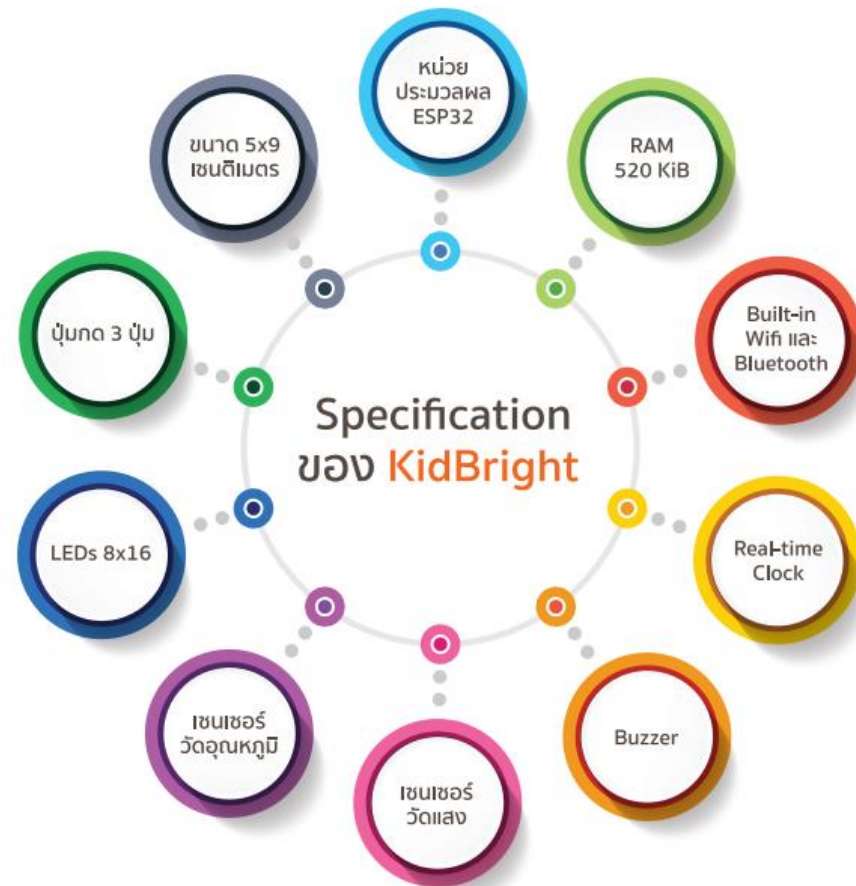 หน่วย
ประมวลผล
ESP32
RAM
520 KiB
Built-in
Wifi และ
Bluetooth
Real-time
Clock
Buzzer
เซนเซอร์
วัดแสง
เซนเซอร์
วัดอุณหภูมิ
LEDs 8x16
ปุ่มกด 3 ปุ่ม
ขนาด 5x9
เซนติเมตร
Specification
ของ KidBright